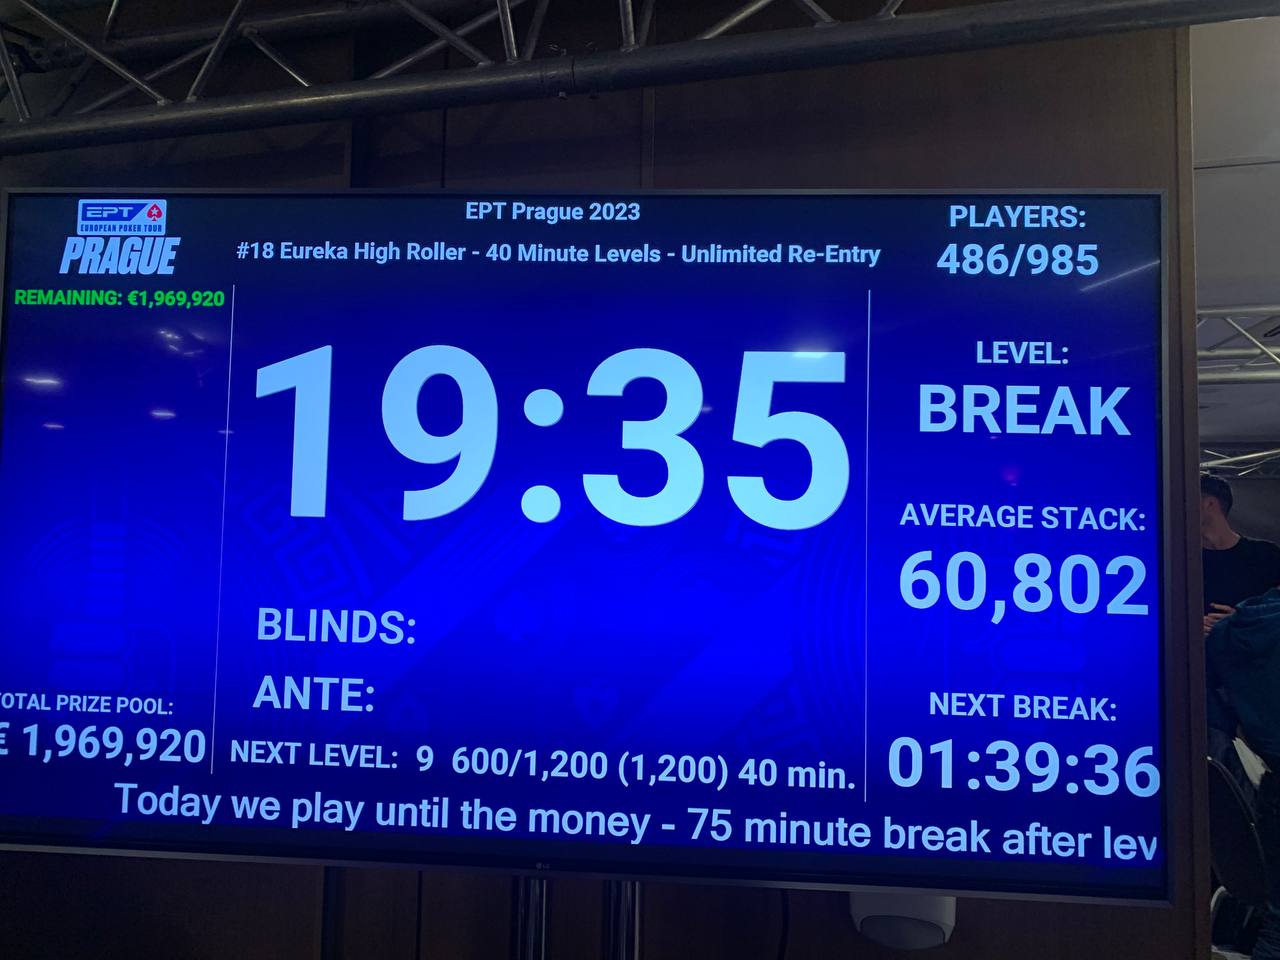 EPT
EUROPEAN POKER TOUR
PRAGUE
REMAINING: €1,969,920
EPT Prague 2023
#18 Eureka High Roller - 40 Minute Levels - Unlimited Re-Entry
PLAYERS:
486/985
19:35
LEVEL:
BREAK
AVERAGE STACK:
60,802
BLINDS:
ANTE:
OTAL PRIZE POOL:
€ 1,969,920
NEXT LEVEL: 9 600/1,200 (1,200) 40 min.
NEXT BREAK:
01:39:36
Today we play until the money - 75 minute break after lev
LG